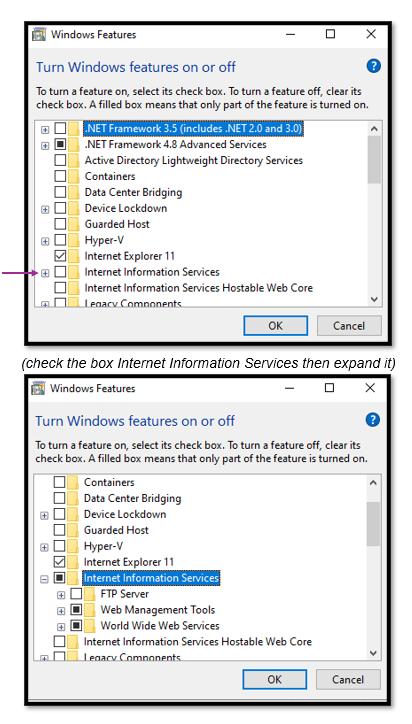 Windows Features
Turn Windows features on or off
To turn a feature on, select its check box. To turn a feature off, clear its
check box. A filled box means that only part of the feature is turned on.
.NET Framework 3.5 (includes .NET 2.0 and 3.0)
.NET Framework 4.8 Advanced Services
Active Directory Lightweight Directory Services
Containers
Data Center Bridging
Device Lockdown
Guarded Host
Hyper-V
Internet Explorer 11
Internet Information Services
Internet Information Services Hostable Web Core
Legacy Components
OK Cancel
(check the box Internet Information Services then expand it)
Windows Features
Turn Windows features on or off
To turn a feature on, select its check box. To turn a feature off, clear its
check box. A filled box means that only part of the feature is turned on.
Containers
Data Center Bridging
Device Lockdown
Guarded Host
Hyper-V
Internet Explorer 11
Internet Information Services
FTP Server
Web Management Tools
World Wide Web Services
Internet Information Services Hostable Web Core
Legacy Components
OK Cancel